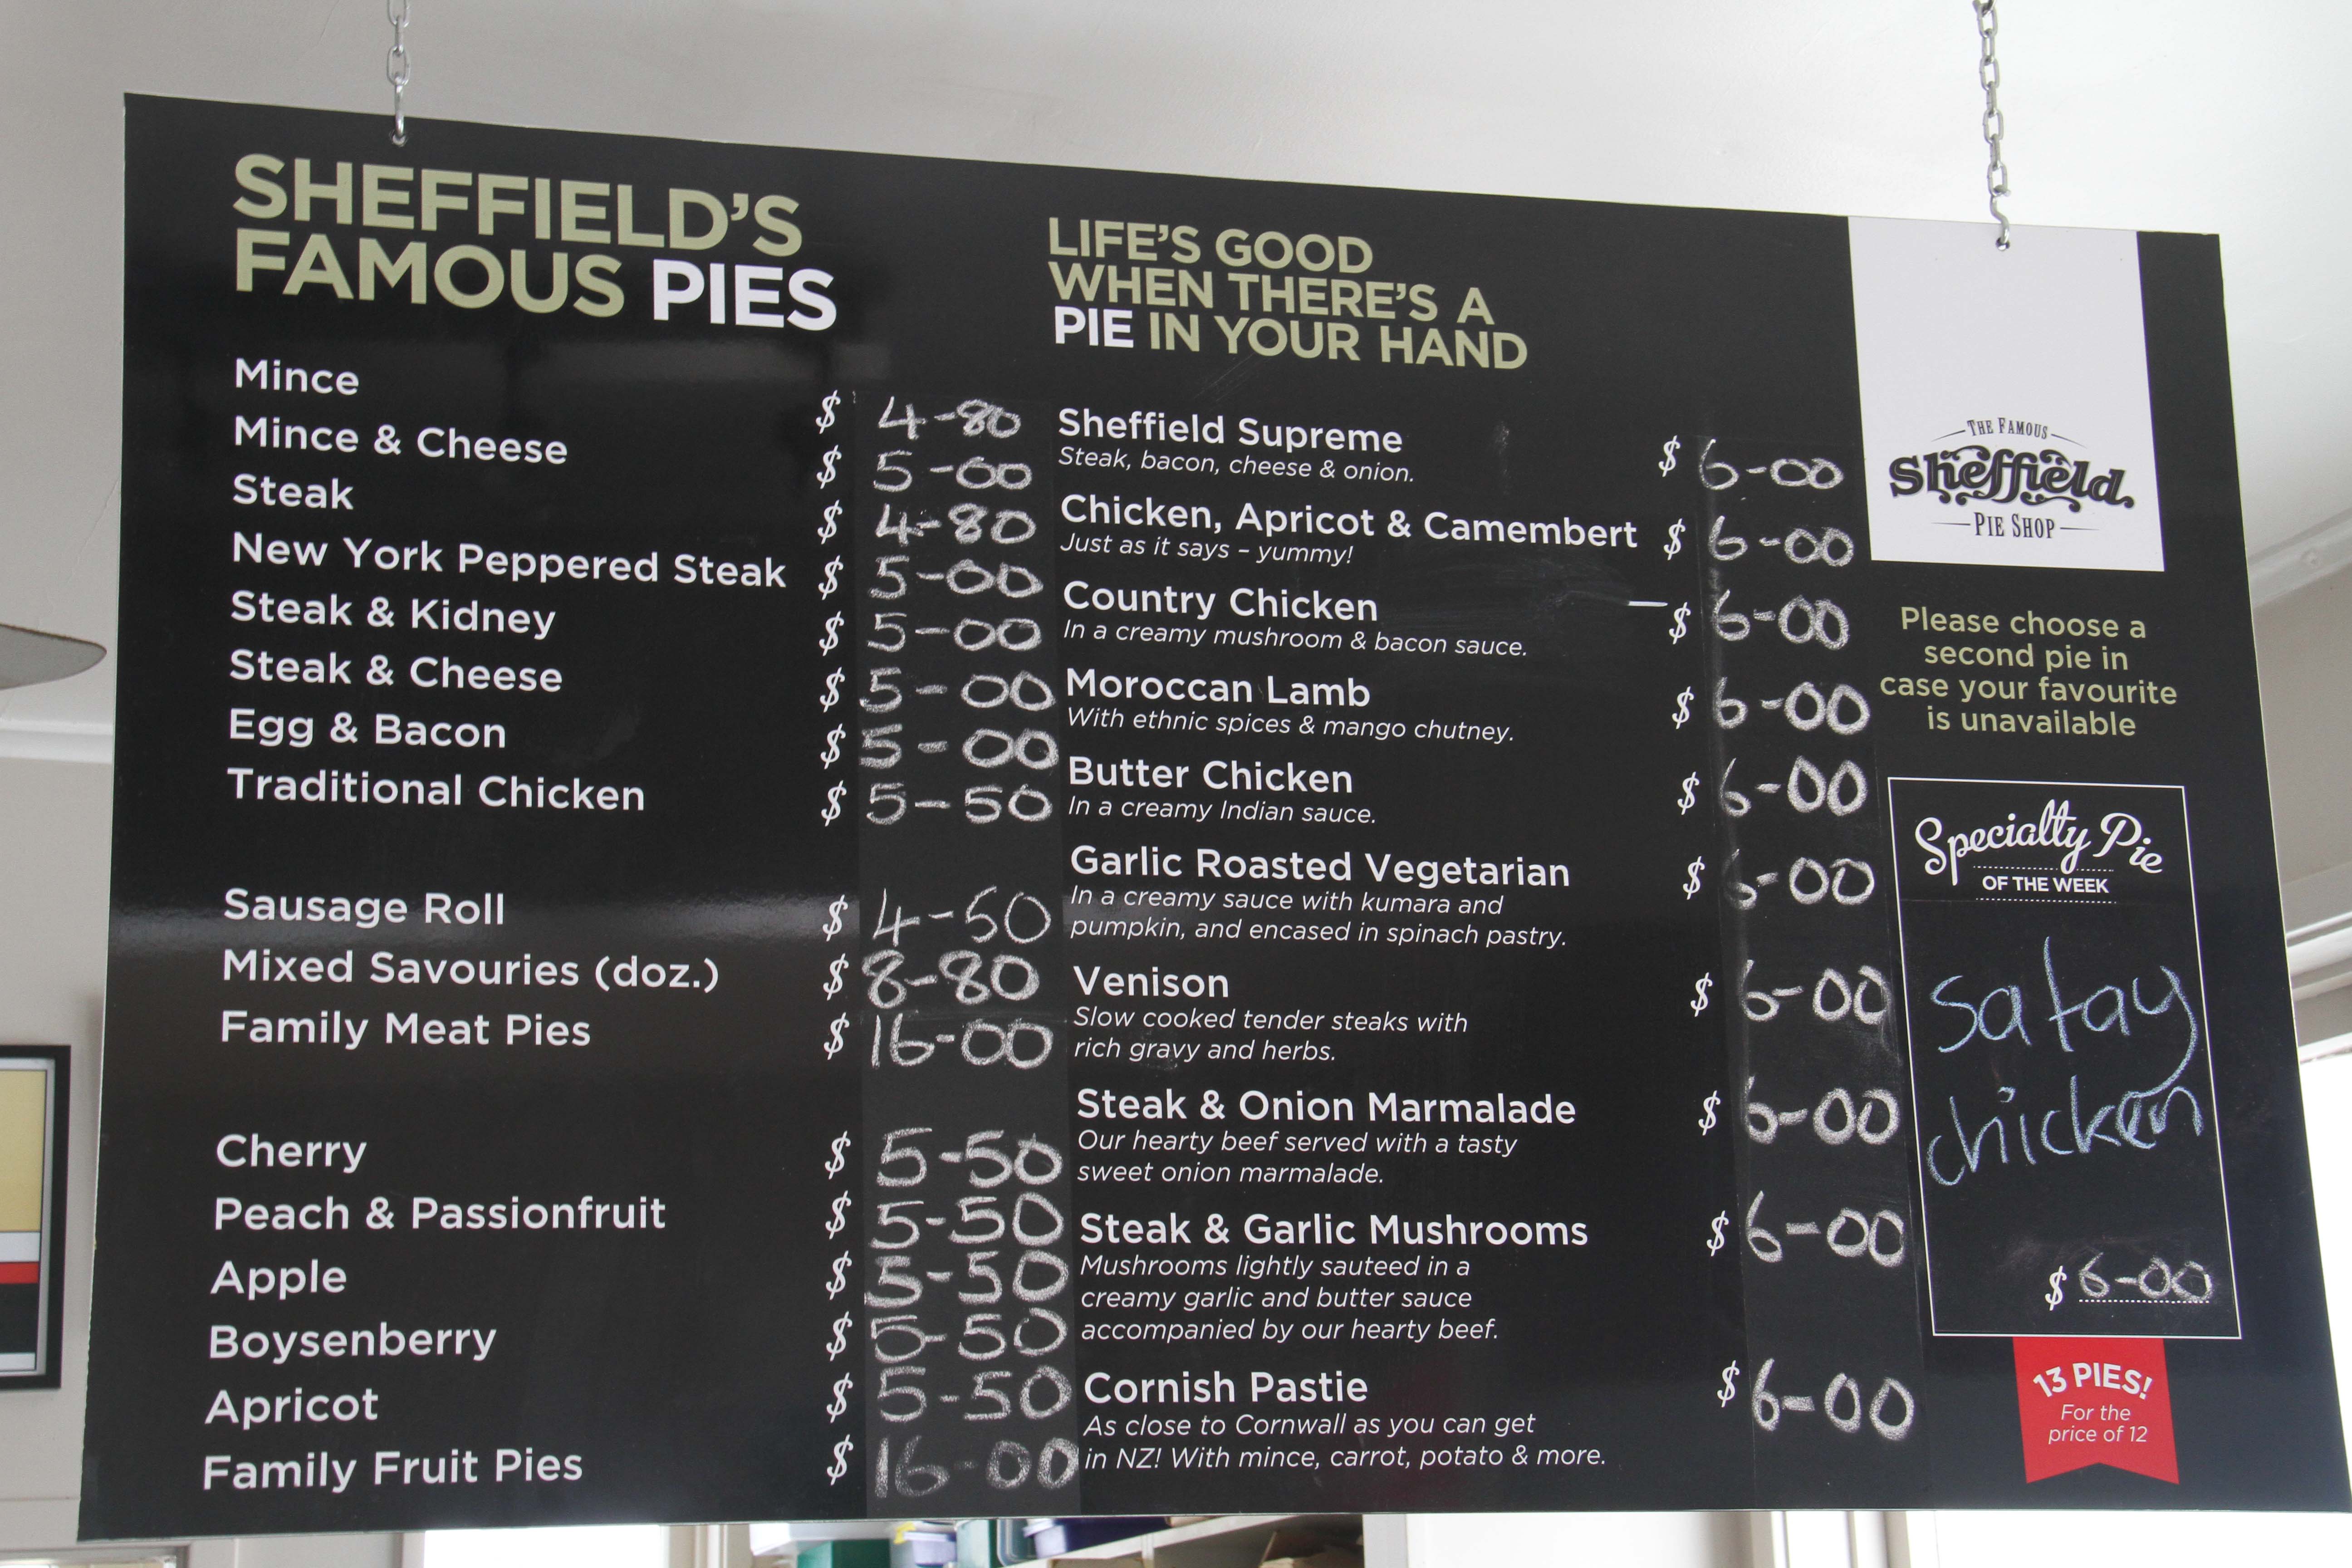 SHEFFIELD'S
FAMOUS PIES
Mince $ 4-80
Mince & Cheese $ 5-00
Steak $ 4-80
New York Peppered Steak $ 5-00
Steak & Kidney $ 5-00
Steak & Cheese $ 5-00
Egg & Bacon $ 5-00
Traditional Chicken $ 5-50
Sausage Roll $ 4-50
Mixed Savouries (doz.) $ 8-80
Family Meat Pies $ 16-00
Cherry $ 5-50
Peach & Passionfruit $ 5-50
Apple $ 5-50
Boysenberry $ 5-50
Apricot $ 5-50
Family Fruit Pies $ 16-00
LIFE'S GOOD
WHEN THERE'S A
PIE IN YOUR HAND
Sheffield Supreme $ 6-00
Steak, bacon, cheese & onion.
Chicken, Apricot & Camembert $ 6-00
Just as it says – yummy!
Country Chicken $ 6-00
In a creamy mushroom & bacon sauce.
Moroccan Lamb $ 6-00
With ethnic spices & mango chutney.
Butter Chicken $ 6-00
In a creamy Indian sauce.
Garlic Roasted Vegetarian $ 6-00
In a creamy sauce with kumara and
pumpkin, and encased in spinach pastry.
Venison $ 6-00
Slow cooked tender steaks with
rich gravy and herbs.
Steak & Onion Marmalade $ 6-00
Our hearty beef served with a tasty
sweet onion marmalade.
Steak & Garlic Mushrooms $ 6-00
Mushrooms lightly sauteed in a
creamy garlic and butter sauce
accompanied by our hearty beef.
Cornish Pastie $ 6-00
As close to Cornwall as you can get
in NZ! With mince, carrot, potato & more.
THE FAMOUS
Sheffield
PIE SHOP
Please choose a
second pie in
case your favourite
is unavailable
Specialty Pie
OF THE WEEK
Satay
chicken
$ 6-00
13 PIES!
For the
price of 12